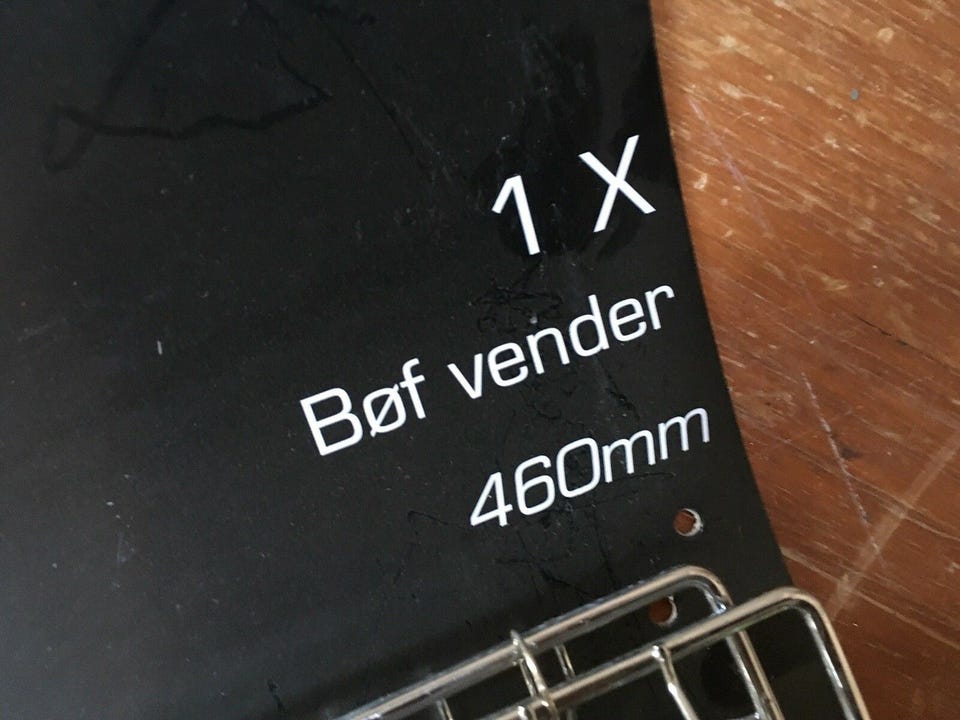 1 X
Bøf vender
460mm